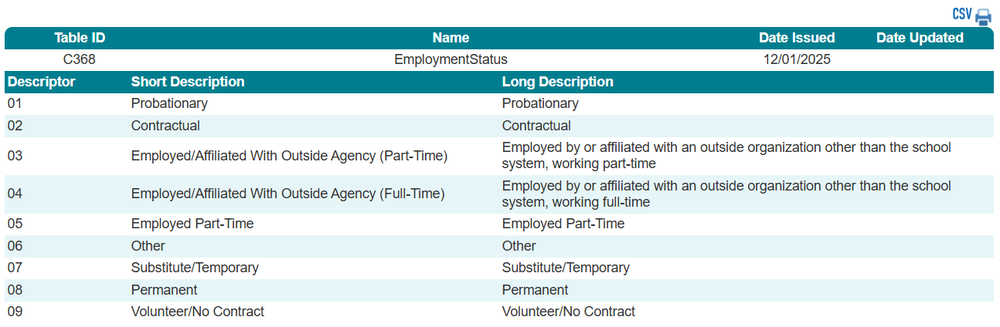 CSV
Table ID Name Date Issued Date Updated
C368 EmploymentStatus 12/01/2025
Descriptor Short Description Long Description
01 Probationary Probationary
02 Contractual Contractual
03 Employed/Affiliated With Outside Agency (Part-Time) Employed by or affiliated with an outside organization other than the school
system, working part-time
04 Employed/Affiliated With Outside Agency (Full-Time) Employed by or affiliated with an outside organization other than the school
system, working full-time
05 Employed Part-Time Employed Part-Time
06 Other Other
07 Substitute/Temporary Substitute/Temporary
08 Permanent Permanent
09 Volunteer/No Contract Volunteer/No Contract